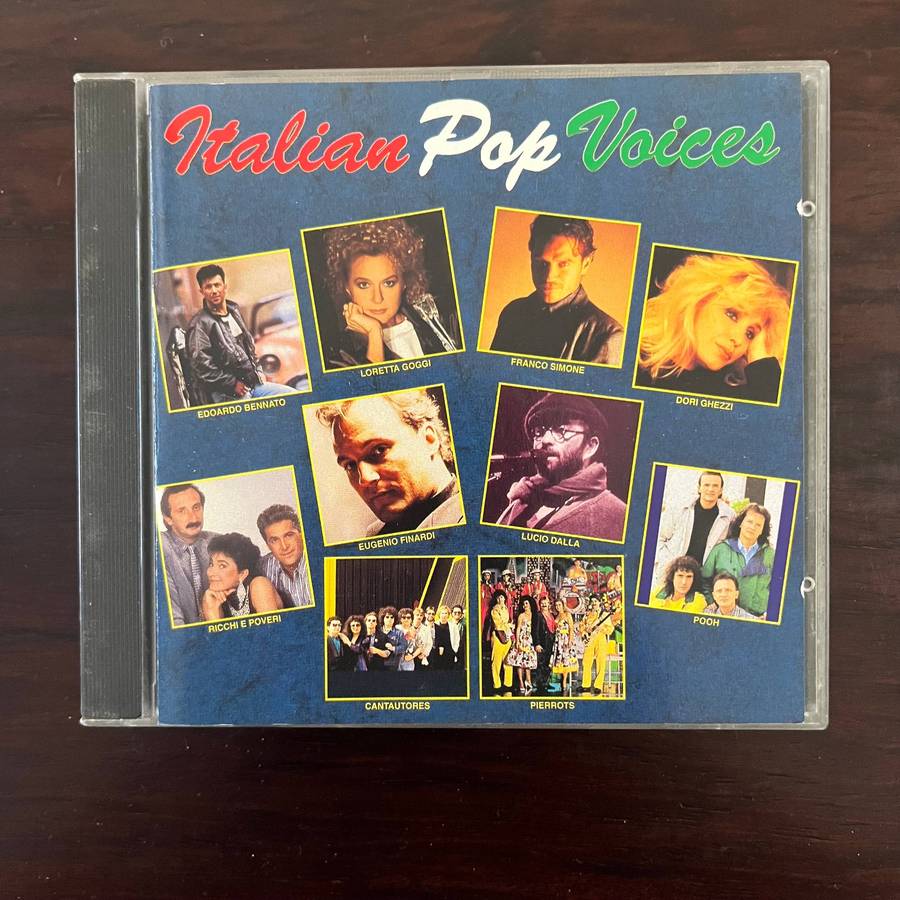 Italian Pop Voices
EDOARDO BENNATO
LORETTA GOGGI
FRANCO SIMONE
DORI GHEZZI
RICCHI E POVERI
EUGENIO FINARDI
LUCIO DALLA
POOH
CANTAUTORES
PIERROTS